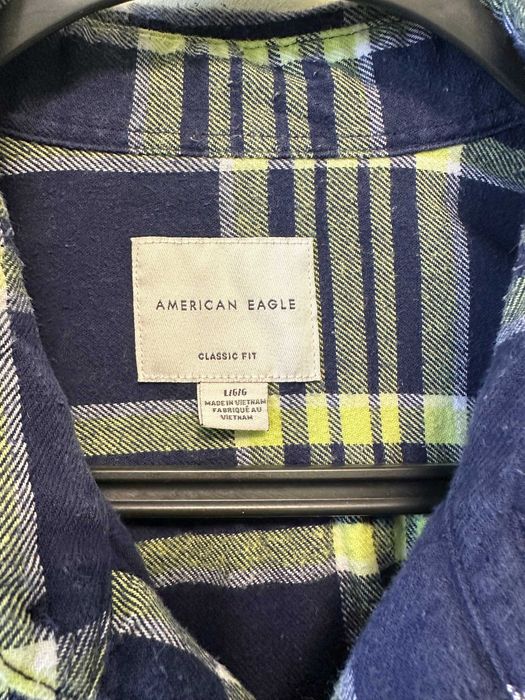 AMERICAN EAGLE
CLASSIC FIT
L/G/G
MADE IN VIETNAM
FABRIQUÉ AU
VIETNAM